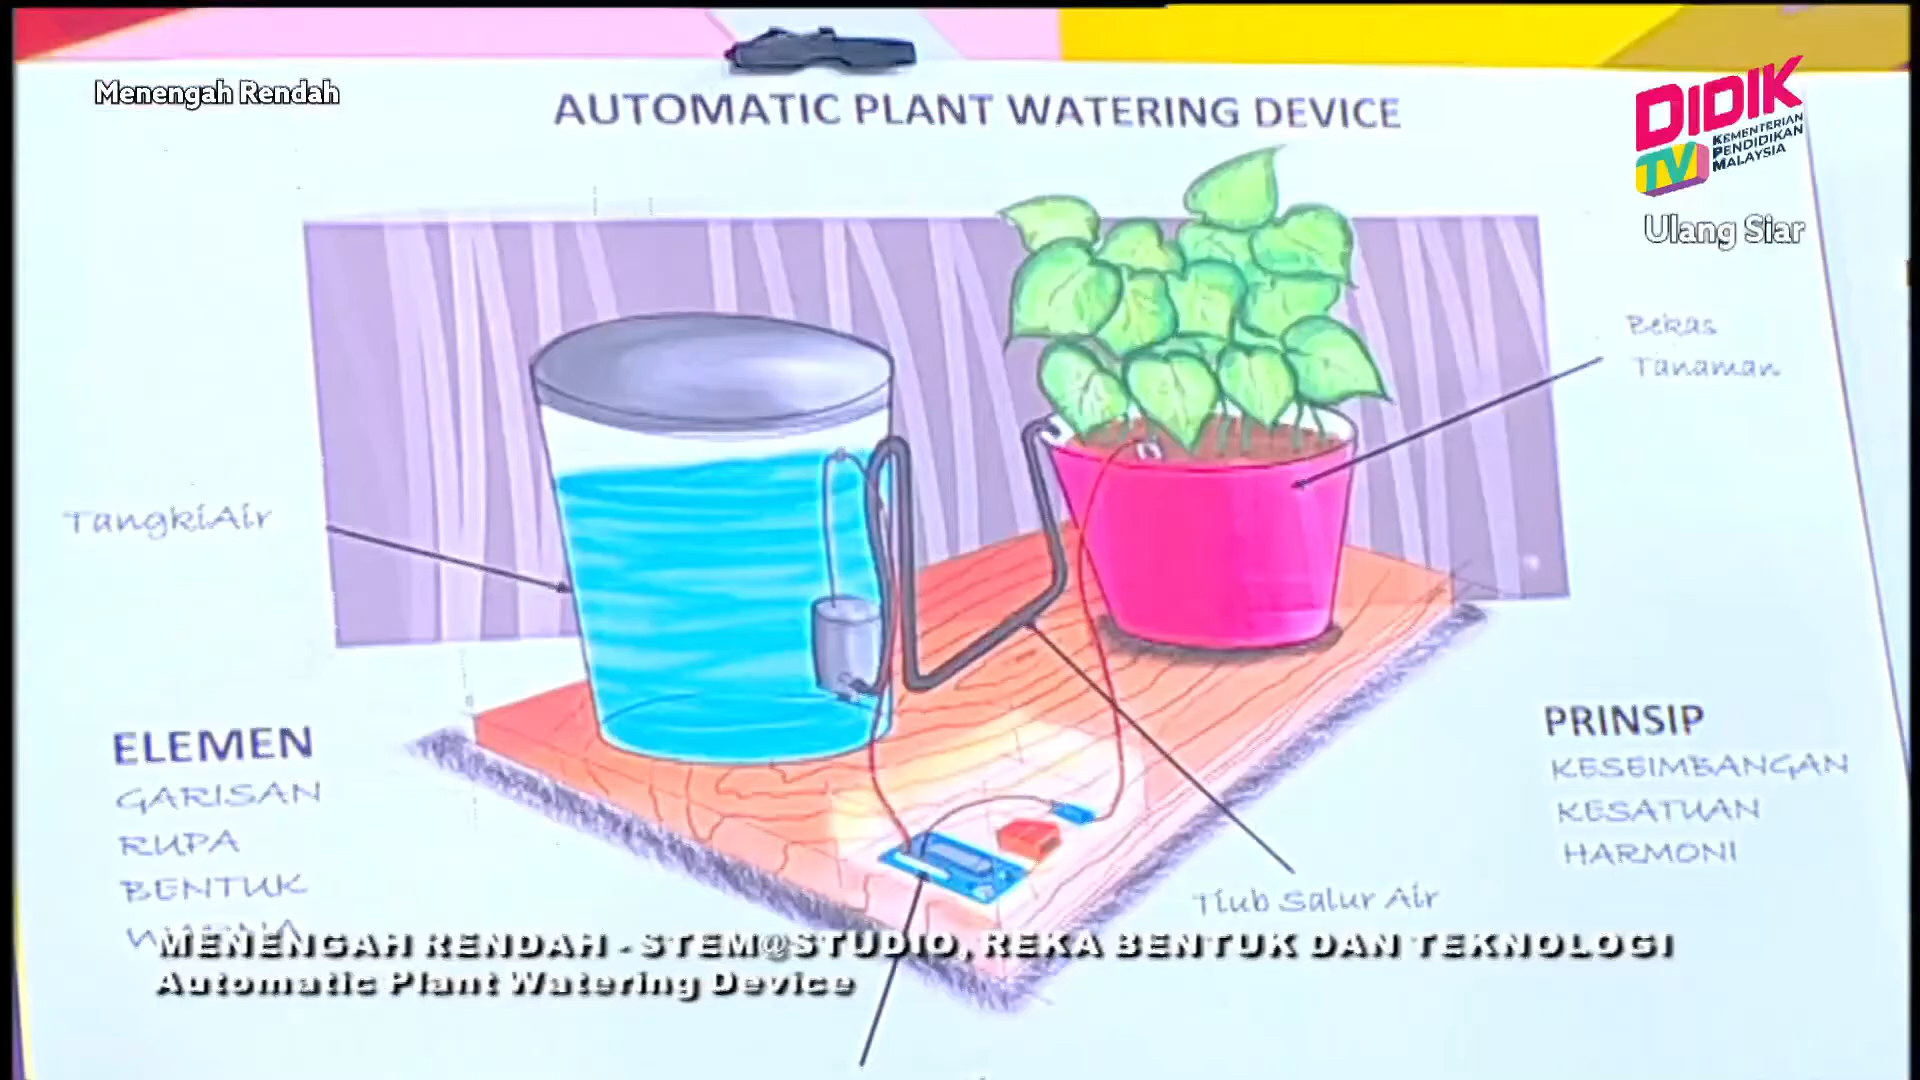 Menengah Rendah
AUTOMATIC PLANT WATERING DEVICE
DIDIK
TV
KEMENTERIAN
PENDIDIKAN
MALAYSIA
Ulang Siar
Bekas
Tanaman
TangkiAir
ELEMEN
GARISAN
RUPA
BENTUK
WARNA
PRINSIP
KESEIMBANGAN
KESATUAN
HARMONI
Tiub Salur Air
MENENGAH RENDAH - STEM@STUDIO, REKA BENTUK DAN TEKNOLOGI
Automatic Plant Watering Device